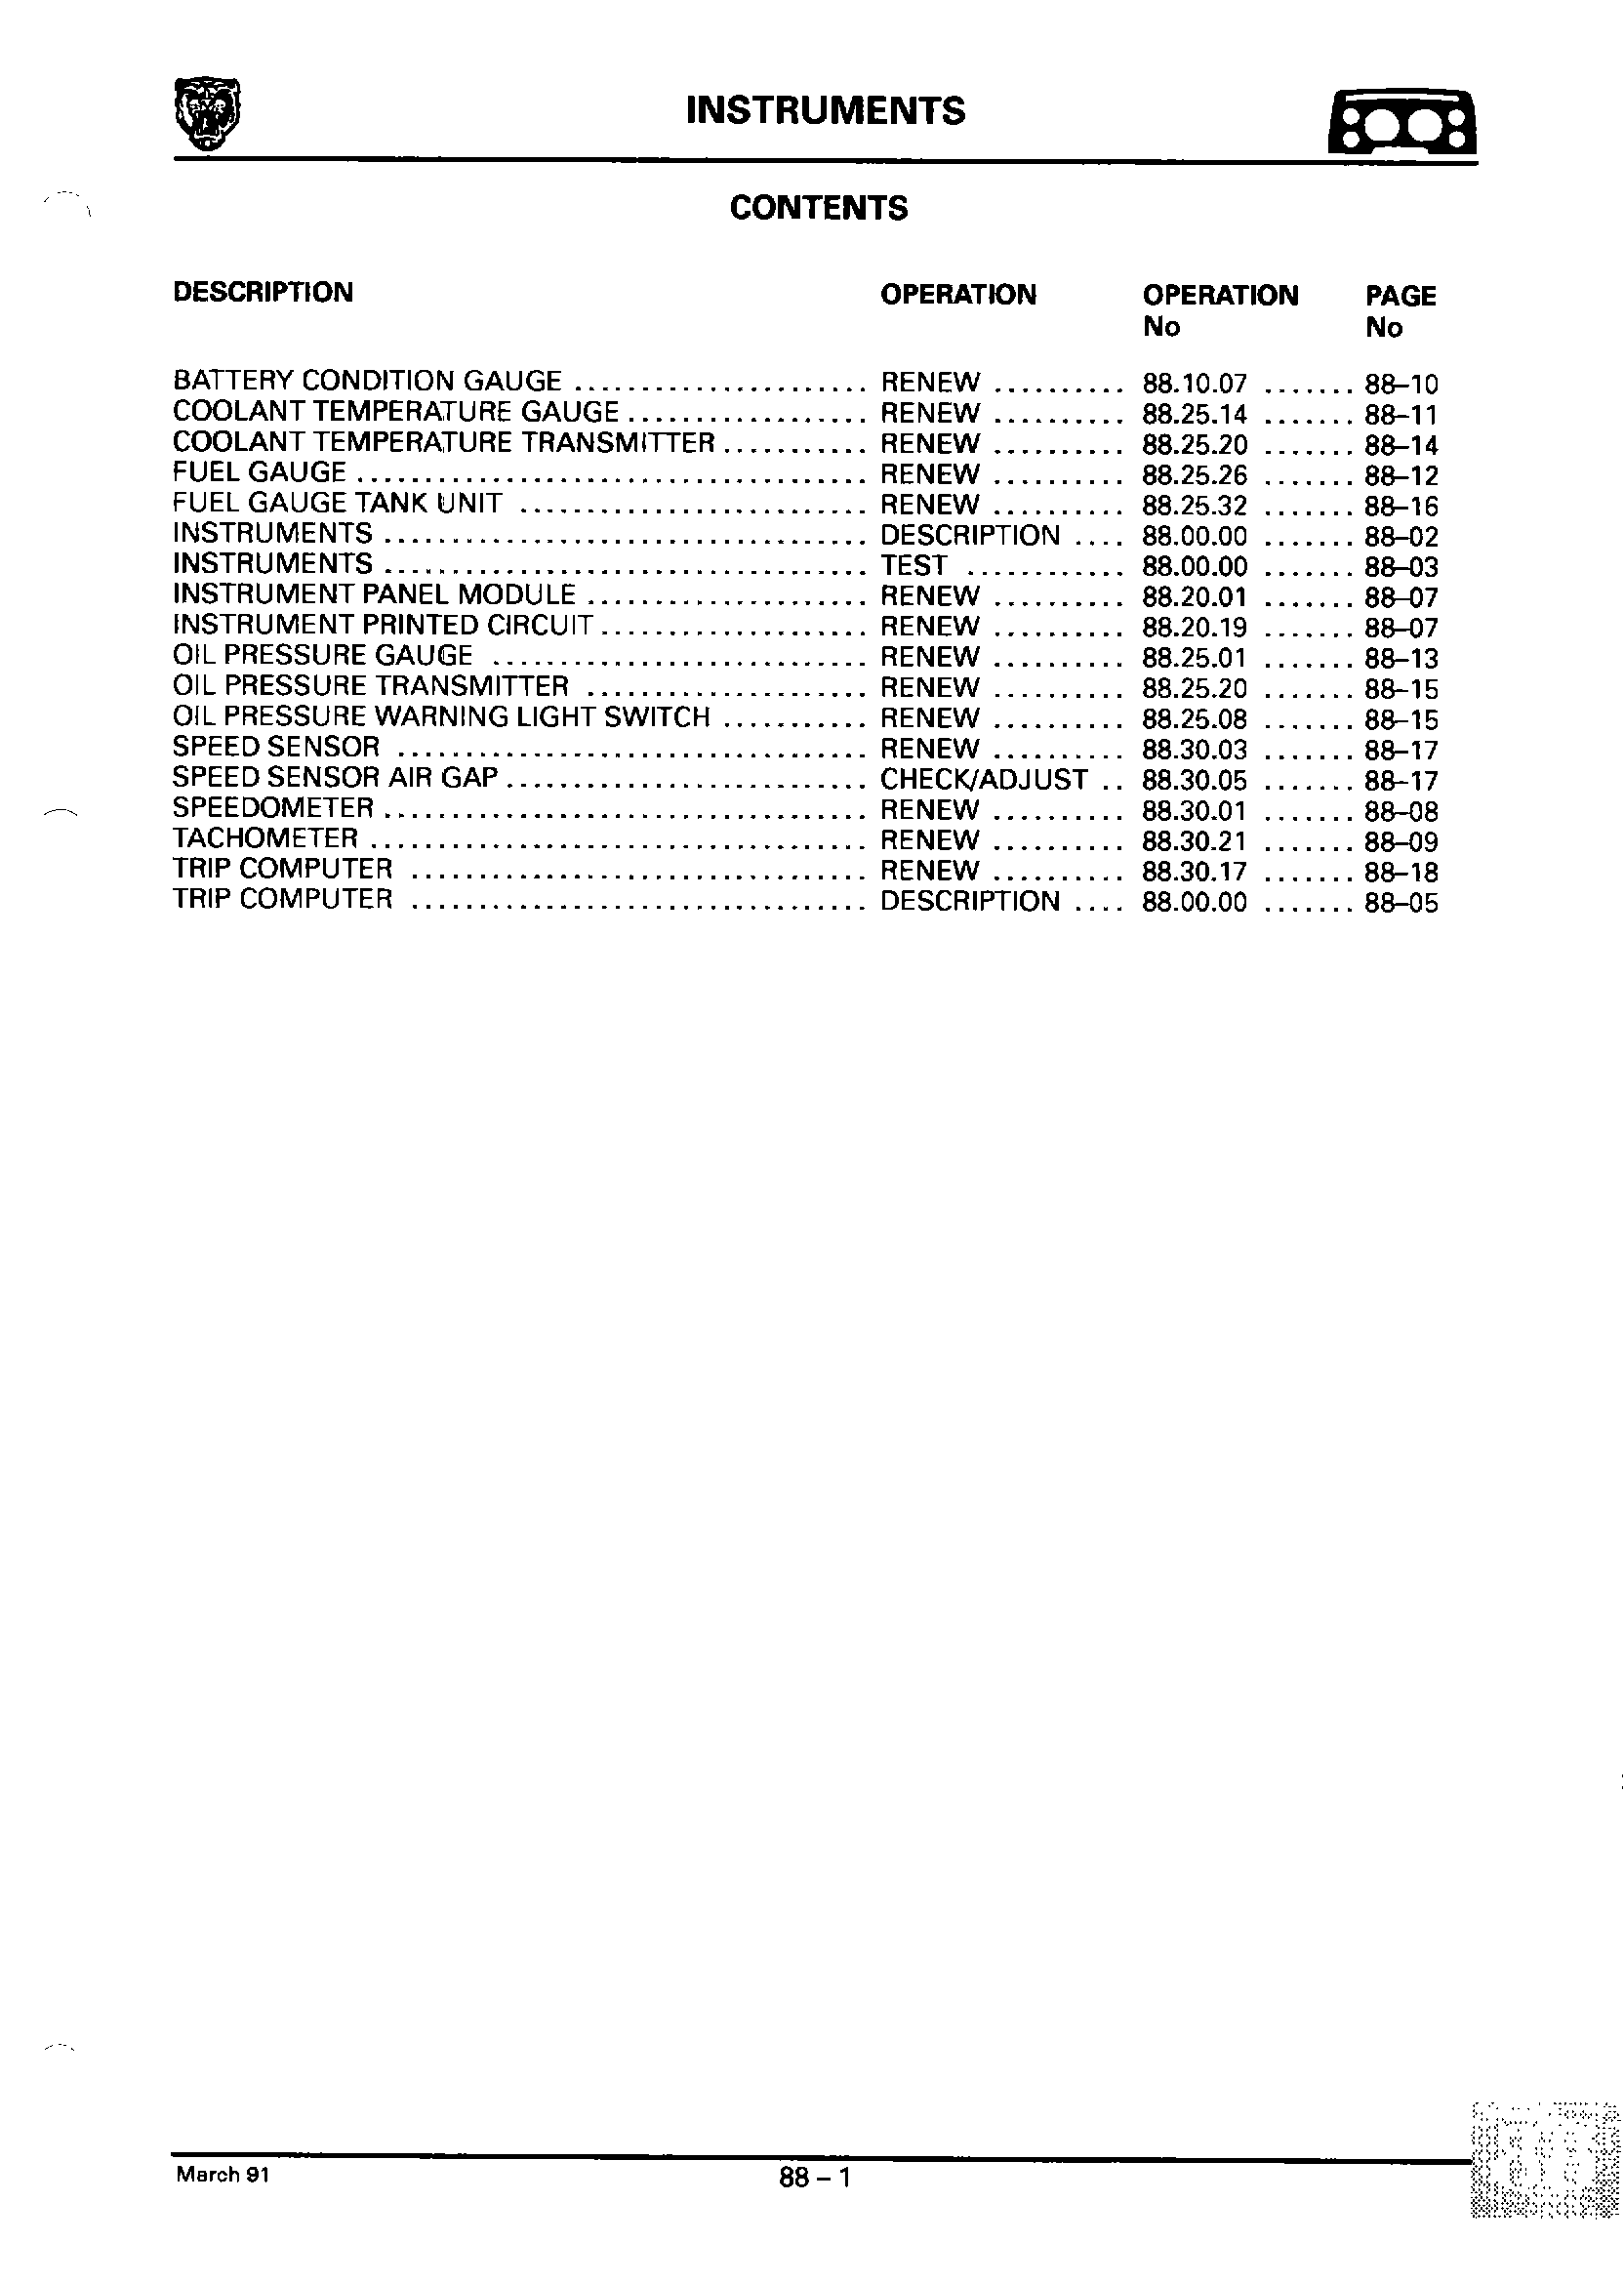 INSTRUMENTS
CONTENTS
DESCRIPTION OPERATION OPERATION No PAGE No
BATTERY CONDITION GAUGE ...................... RENEW .......... 88.10.07 ....... 88–10
COOLANT TEMPERATURE GAUGE .................. RENEW .......... 88.25.14 ....... 88–11
COOLANT TEMPERATURE TRANSMITTER ........... RENEW .......... 88.25.20 ....... 88–14
FUEL GAUGE ...................................... RENEW .......... 88.25.26 ....... 88–12
FUEL GAUGE TANK UNIT .......................... RENEW .......... 88.25.32 ....... 88–16
INSTRUMENTS .................................... DESCRIPTION .... 88.00.00 ....... 88–02
INSTRUMENTS .................................... TEST ............ 88.00.00 ....... 88–03
INSTRUMENT PANEL MODULE ..................... RENEW .......... 88.20.01 ....... 88–07
INSTRUMENT PRINTED CIRCUIT .................... RENEW .......... 88.20.19 ....... 88–07
OIL PRESSURE GAUGE ............................ RENEW .......... 88.25.01 ....... 88–13
OIL PRESSURE TRANSMITTER ..................... RENEW .......... 88.25.20 ....... 88–15
OIL PRESSURE WARNING LIGHT SWITCH ........... RENEW .......... 88.25.08 ....... 88–15
SPEED SENSOR ................................... RENEW .......... 88.30.03 ....... 88–17
SPEED SENSOR AIR GAP ........................... CHECK/ADJUST .. 88.30.05 ....... 88–17
SPEEDOMETER .................................... RENEW .......... 88.30.01 ....... 88–08
TACHOMETER ..................................... RENEW .......... 88.30.21 ....... 88–09
TRIP COMPUTER .................................. RENEW .......... 88.30.17 ....... 88–18
TRIP COMPUTER .................................. DESCRIPTION .... 88.00.00 ....... 88–05
March 91 88 – 1